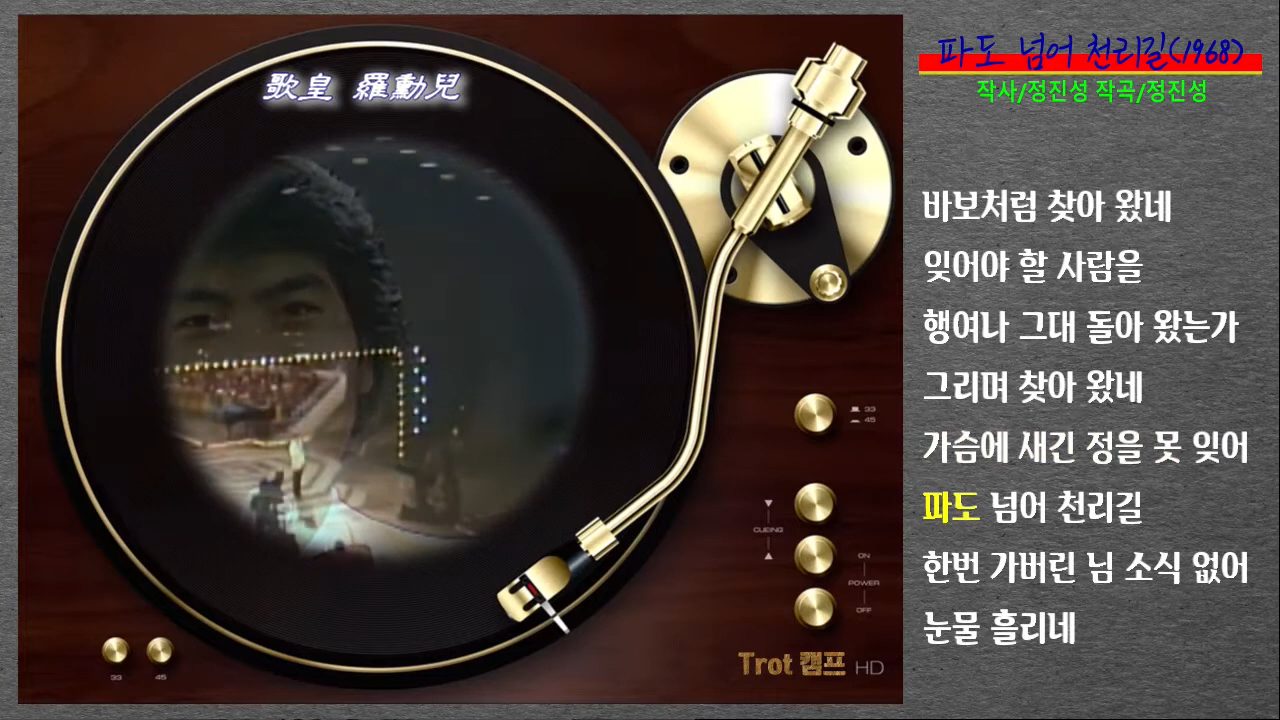 歌皇 羅勳兒
파도 넘어 천리길(1968)
작사/정진성 작곡/정진성
바보처럼 찾아 왔네
잊어야 할 사람을
행여나 그대 돌아 왔는가
그리며 찾아 왔네
가슴에 새긴 정을 못 잊어
파도 넘어 천리길
한번 가버린 님 소식 없어
눈물 흘리네
33
45
CUEING
ON
POWER
OFF
33 45
Trot 캠프 HD